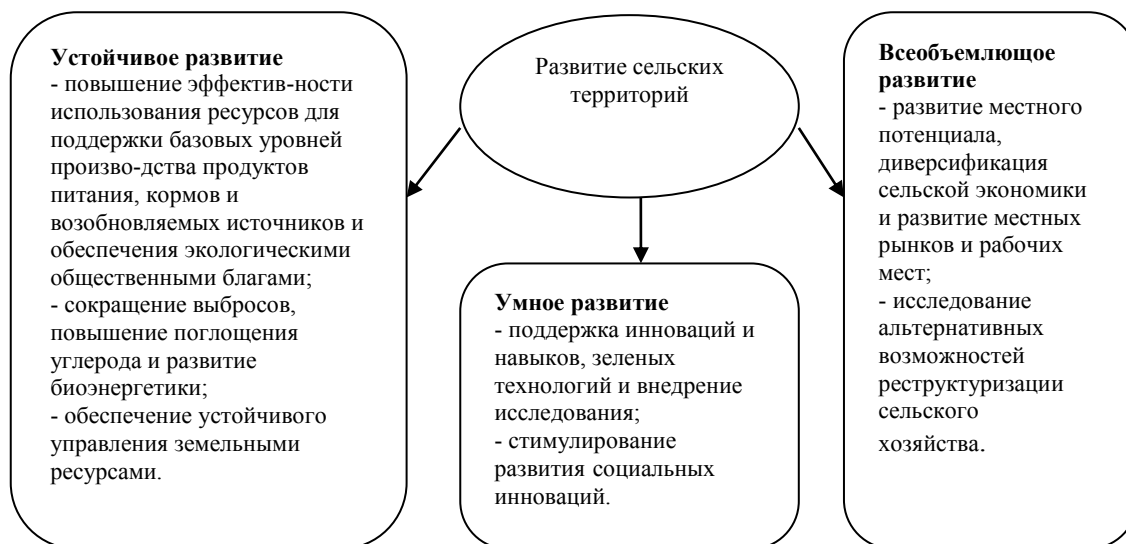 Устойчивое развитие
- повышение эффектив-ности
использования ресурсов для
поддержки базовых уровней
произво-дства продуктов
питания, кормов и
возобновляемых источников и
обеспечения экологическими
общественными благами;
- сокращение выбросов,
повышение поглощения
углерода и развитие
биоэнергетики;
- обеспечение устойчивого
управления земельными
ресурсами.
Развитие сельских
территорий
Умное развитие
- поддержка инноваций и
навыков, зеленых
технологий и внедрение
исследования;
- стимулирование
развития социальных
инноваций.
Всеобъемлющое
развитие
- развитие местного
потенциала,
диверсификация
сельской экономики
и развитие местных
рынков и рабочих
мест;
- исследование
альтернативных
возможностей
реструктуризации
сельского
хозяйства.